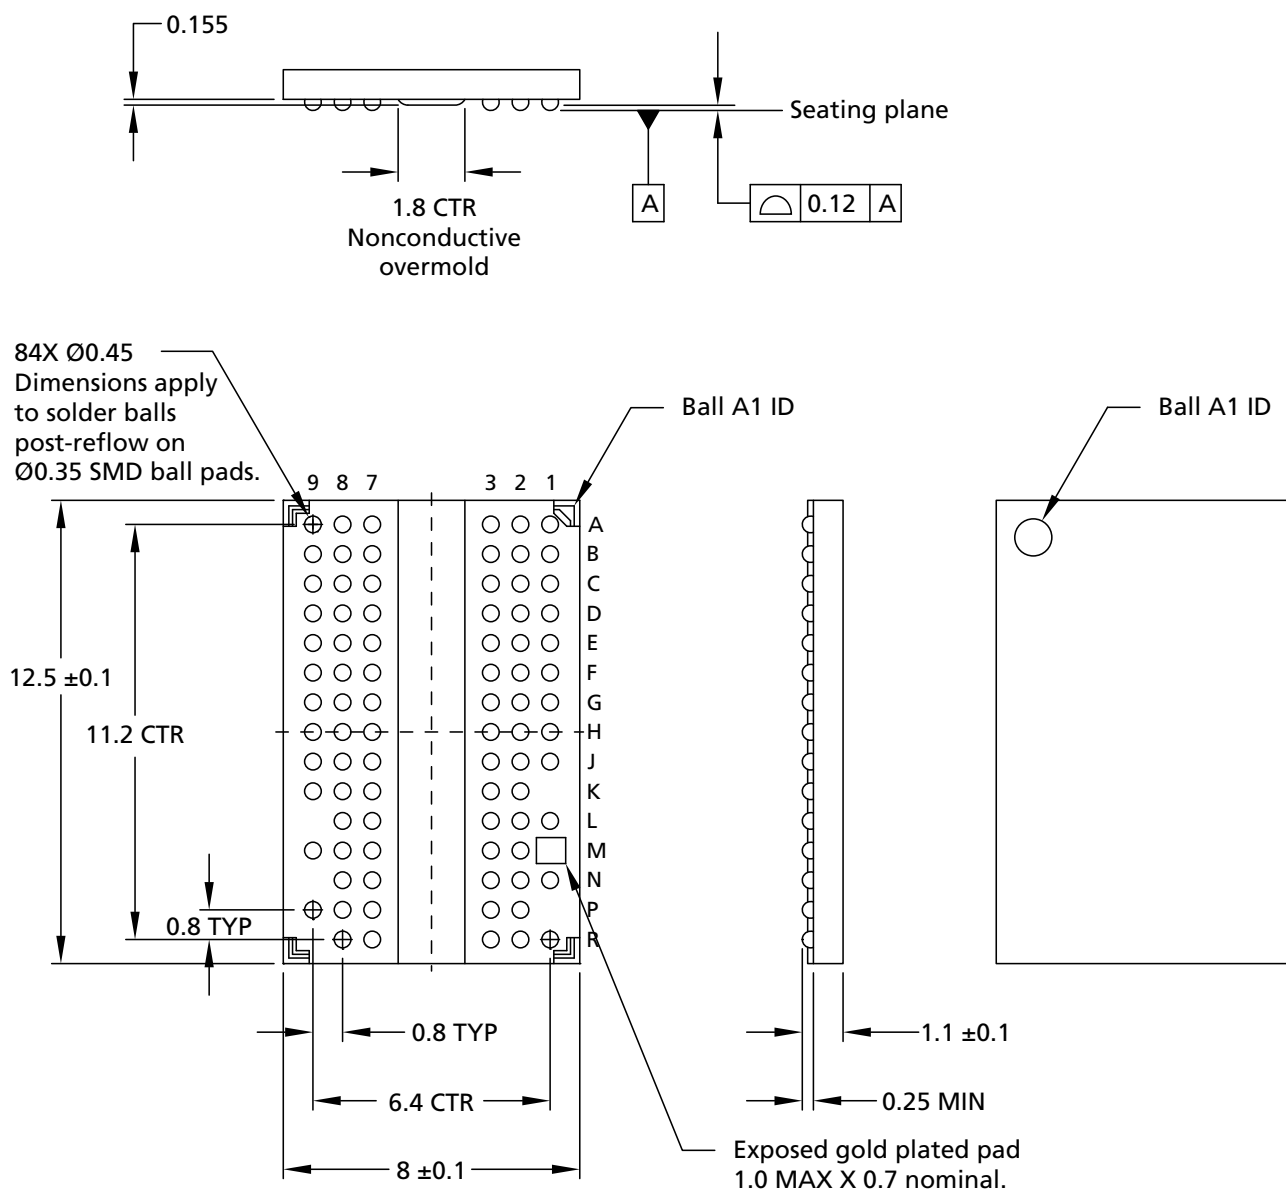 0.155
Seating plane
1.8 CTR
Nonconductive
overmold
A
0.12 A
84X Ø0.45
Dimensions apply
to solder balls
post-reflow on
Ø0.35 SMD ball pads.
Ball A1 ID
Ball A1 ID
9 8 7 3 2 1
A
B
C
D
E
F
G
H
J
K
L
M
N
P
R
12.5 ±0.1
11.2 CTR
0.8 TYP
0.8 TYP
1.1 ±0.1
6.4 CTR
0.25 MIN
8 ±0.1
Exposed gold plated pad
1.0 MAX X 0.7 nominal.